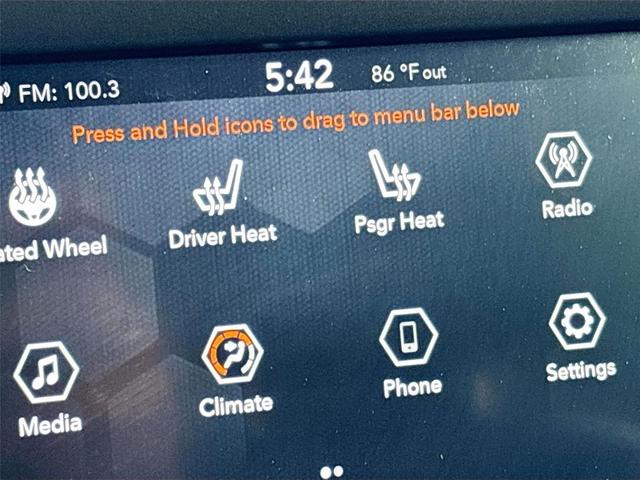 FM: 100.3
5:42
86 °F out
Press and Hold icons to drag to menu bar below
ated Wheel
Driver Heat
Psgr Heat
Radio
Media
Climate
Phone
Settings